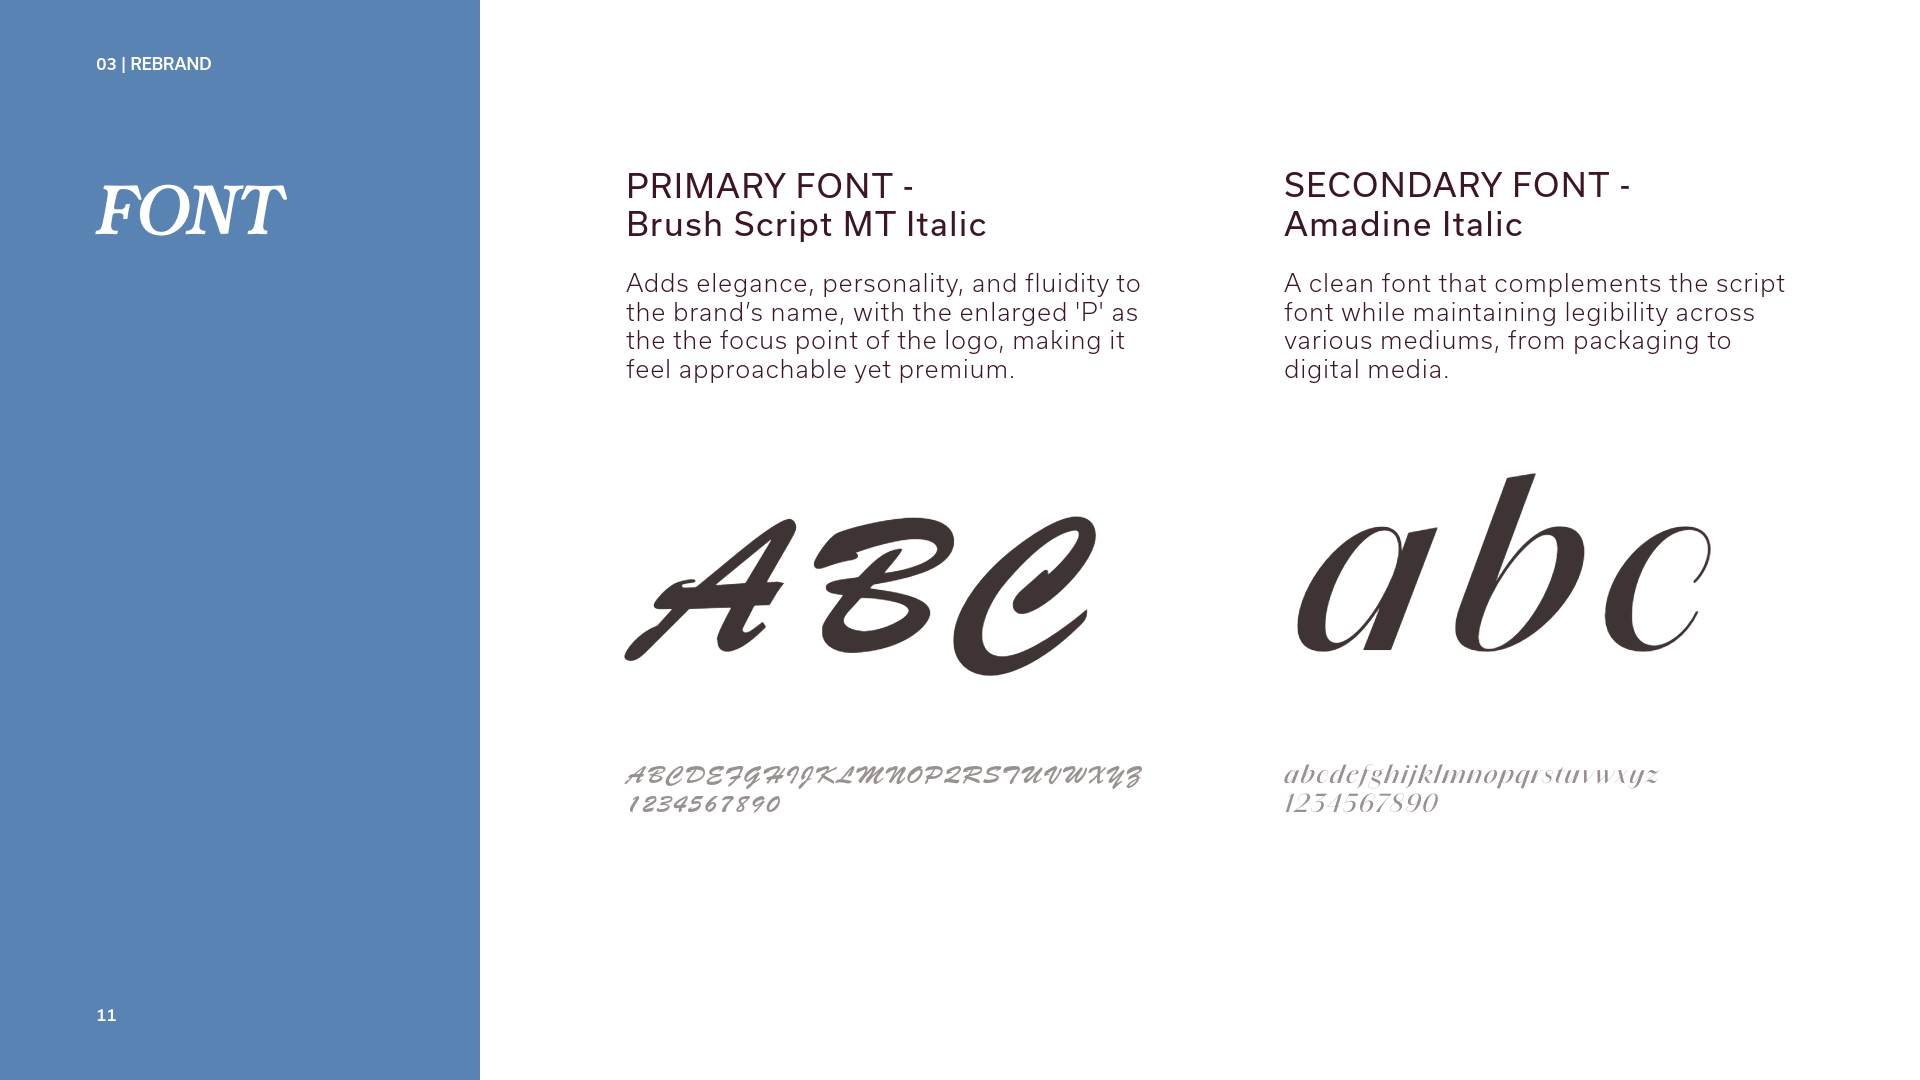 03 | REBRAND
FONT
PRIMARY FONT -
Brush Script MT Italic
Adds elegance, personality, and fluidity to
the brand’s name, with the enlarged 'P' as
the the focus point of the logo, making it
feel approachable yet premium.
ABC
ABCDEFGHIJKLMNOPQRSTUVWXYZ
1234567890
SECONDARY FONT -
Amadine Italic
A clean font that complements the script
font while maintaining legibility across
various mediums, from packaging to
digital media.
abc
abcdefghijklmnopqrstuvwxyz
1234567890
11